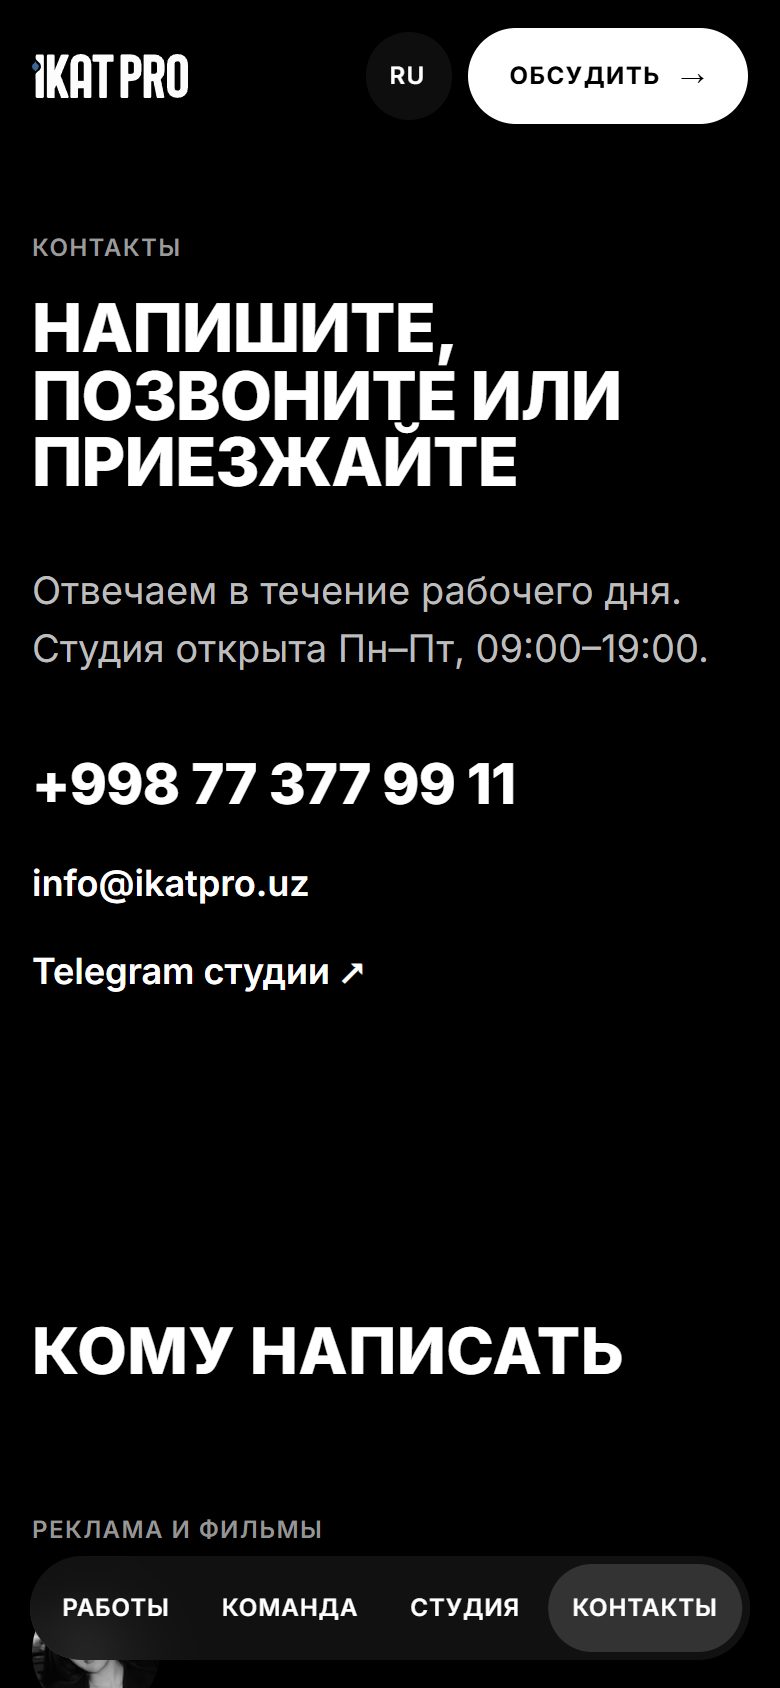 iKAT PRO
RU
ОБСУДИТЬ →
КОНТАКТЫ
НАПИШИТЕ,
ПОЗВОНИТЕ ИЛИ
ПРИЕЗЖАЙТЕ
Отвечаем в течение рабочего дня.
Студия открыта Пн–Пт, 09:00–19:00.
+998 77 377 99 11
info@ikatpro.uz
Telegram студии ↗
КОМУ НАПИСАТЬ
РЕКЛАМА И ФИЛЬМЫ
РАБОТЫ КОМАНДА СТУДИЯ КОНТАКТЫ